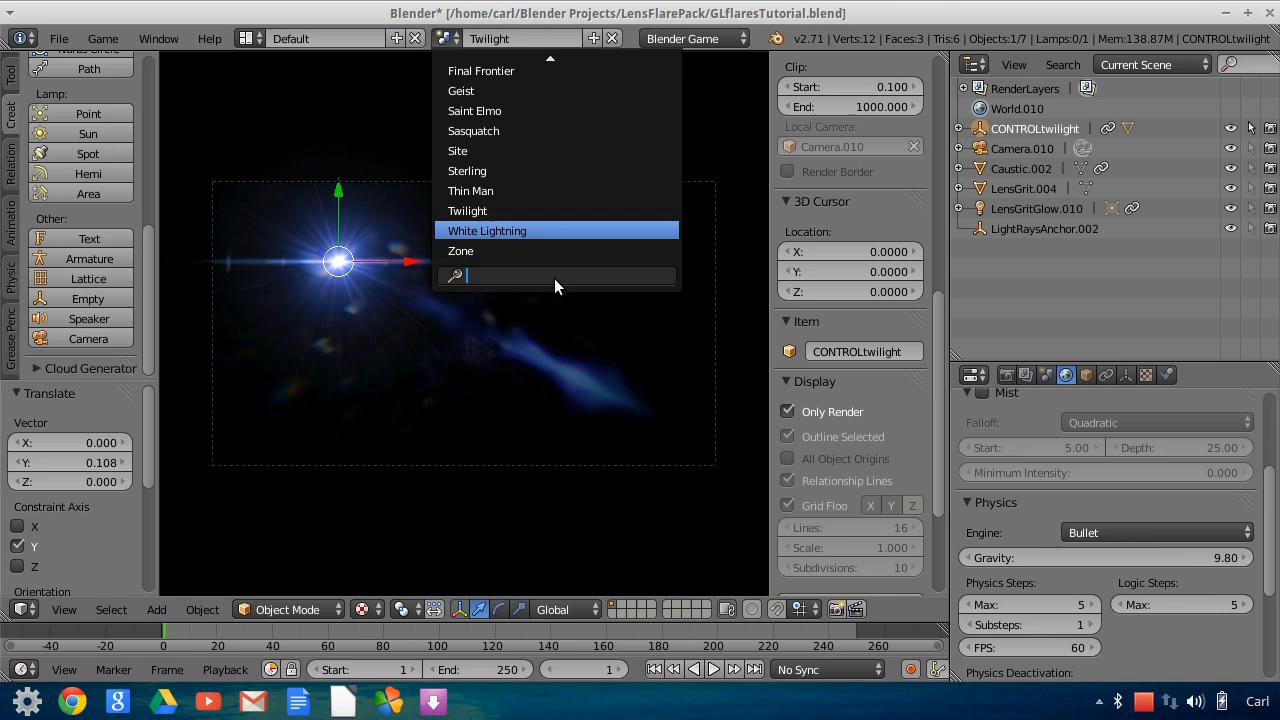 Blender* [/home/carl/Blender Projects/LensFlarePack/GLflaresTutorial.blend]
File Game Window Help Default Twilight Blender Game v2.71 | Verts:12 | Faces:3 | Tris:6 | Objects:1/7 | Lamps:0/1 | Mem:138.87M | CONTROLtwilight
Path
Lamp:
Point
Sun
Spot
Hemi
Area
Other:
Text
Armature
Lattice
Empty
Speaker
Camera
Cloud Generator
Tool
Creat
Relation
Animatio
Physic
Grease Penc
Translate
Vector
X: 0.000
Y: 0.108
Z: 0.000
Constraint Axis
X
Y
Z
Orientation
Final Frontier
Geist
Saint Elmo
Sasquatch
Site
Sterling
Thin Man
Twilight
White Lightning
Zone
Clip:
Start: 0.100
End: 1000.000
Local Camera:
Camera.010
Render Border
3D Cursor
Location:
X: 0.0000
Y: 0.0000
Z: 0.0000
Item
CONTROLtwilight
Display
Only Render
Outline Selected
All Object Origins
Relationship Lines
Grid Floo X Y Z
Lines: 16
Scale: 1.000
Subdivisions: 10
View Search Current Scene
RenderLayers |
World.010
CONTROLtwilight |
Camera.010 |
Caustic.002 |
LensGrit.004 |
LensGritGlow.010 |
LightRaysAnchor.002
Mist
Falloff: Quadratic
Start: 5.00 Depth: 25.00
Minimum Intensity: 0.000
Physics
Engine: Bullet
Gravity: 9.80
Physics Steps: Logic Steps:
Max: 5 Max: 5
Substeps: 1
FPS: 60
Physics Deactivation:
View Select Add Object Object Mode Global
-40 -20 0 20 40 60 80 100 120 140 160 180 200 220 240 260 280
View Marker Frame Playback Start: 1 End: 250 1 No Sync
Carl